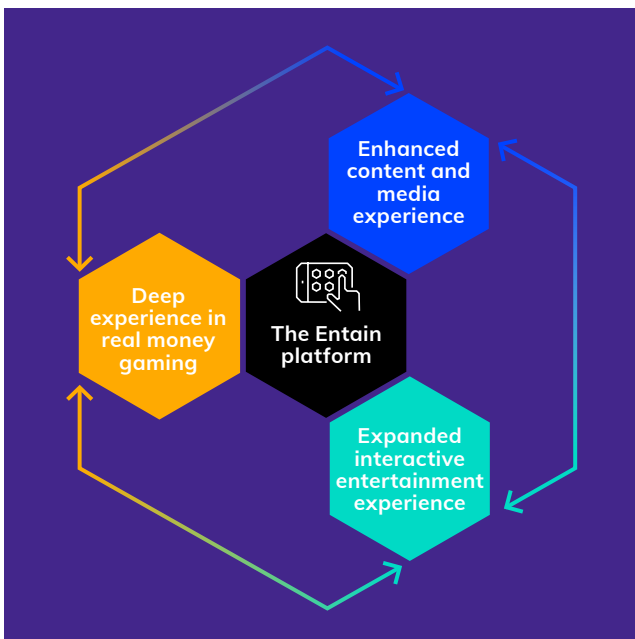 Enhanced
content and
media
experience
Deep
experience in
real money
gaming
The Entain
platform
Expanded
interactive
entertainment
experience